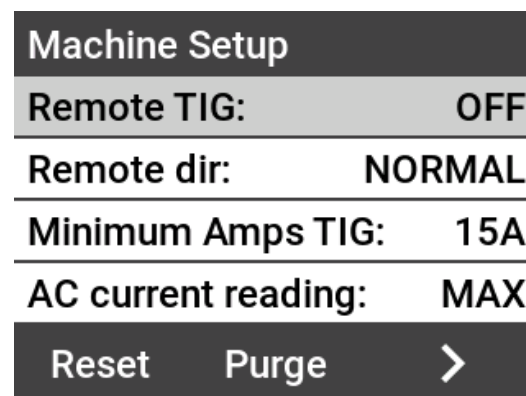 Machine Setup
Remote TIG: OFF
Remote dir: NORMAL
Minimum Amps TIG: 15A
AC current reading: MAX
Reset Purge >